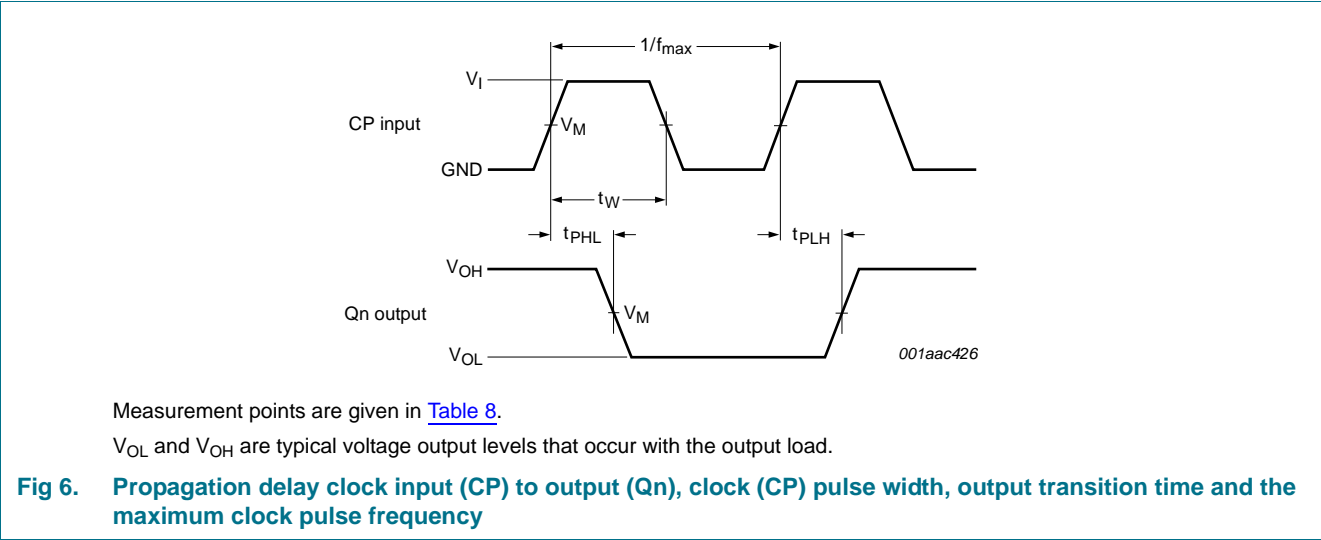 1/fmax
VI
CP input
VM
GND
tW
tPHL
tPLH
VOH
Qn output
VM
VOL
001aac426
Measurement points are given in Table 8.
VOL and VOH are typical voltage output levels that occur with the output load.
Fig 6. Propagation delay clock input (CP) to output (Qn), clock (CP) pulse width, output transition time and the
maximum clock pulse frequency